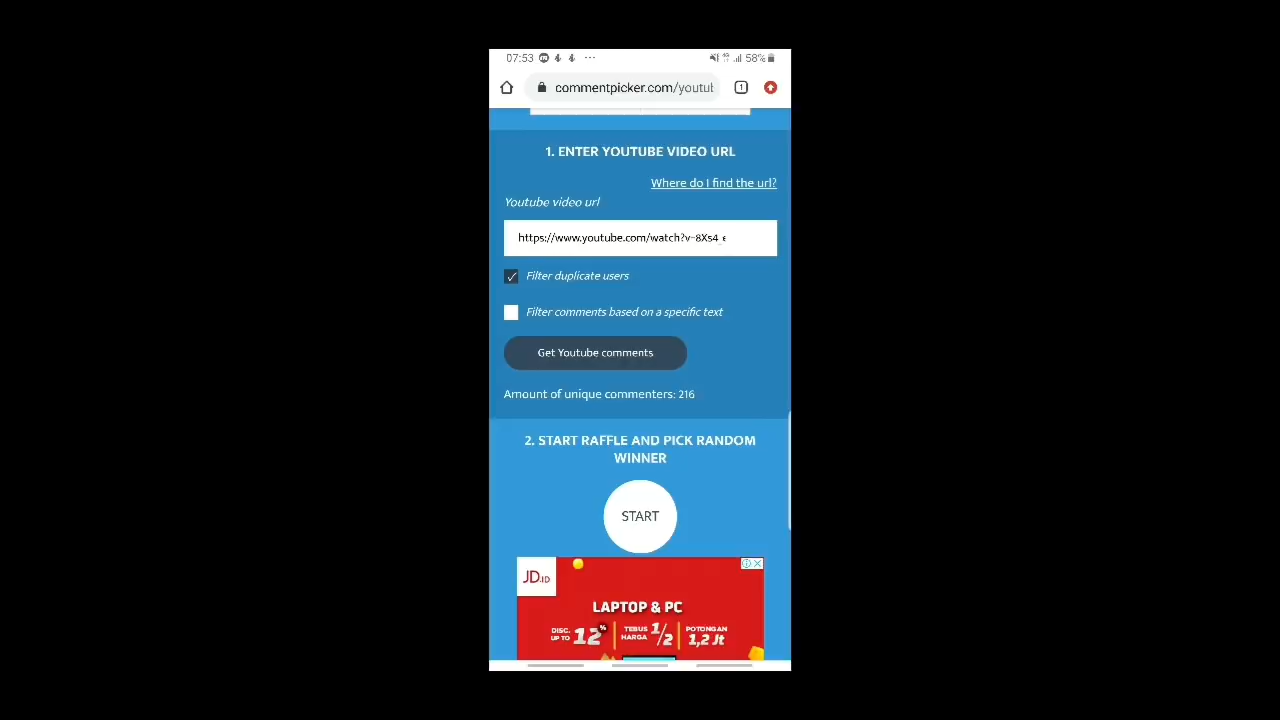 07:53 58%
commentpicker.com/youtub
1
1. ENTER YOUTUBE VIDEO URL
Where do I find the url?
Youtube video url
https://www.youtube.com/watch?v=8Xs4_e
Filter duplicate users
Filter comments based on a specific text
Get Youtube comments
Amount of unique commenters: 216
2. START RAFFLE AND PICK RANDOM
WINNER
START
JD.ID
LAPTOP & PC
DISC. UP TO 12%
TEBUS HARGA 1/2
POTONGAN 1,2 Jt